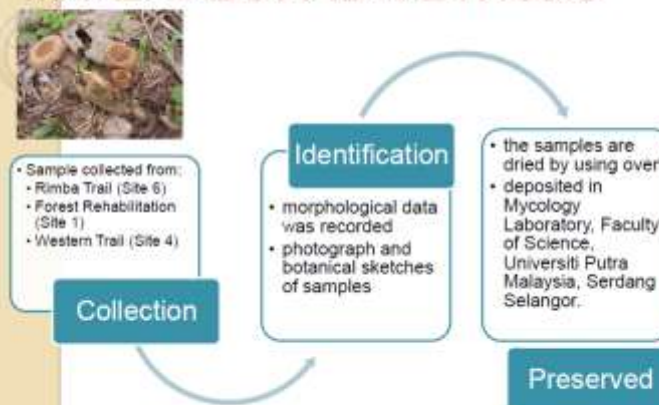 • Sample collected from:
• Rimba Trail (Site 6)
• Forest Rehabilitation
(Site 1)
• Western Trail (Site 4)
Collection
Identification
• morphological data
was recorded
• photograph and
botanical sketches
of samples
• the samples are
dried by using over
• deposited in
Mycology
Laboratory, Faculty
of Science,
Universiti Putra
Malaysia, Serdang
Selangor.
Preserved